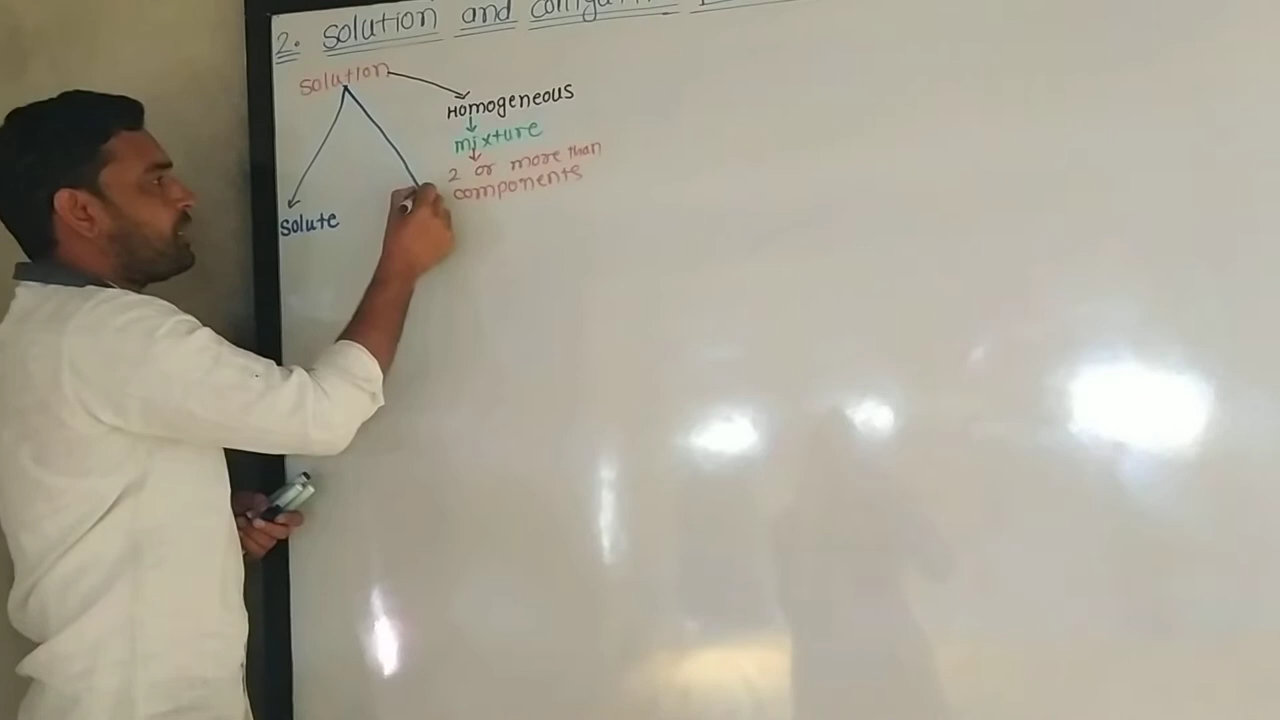 2. solution and
solution
Homogeneous
mixture
2 or more than
components
solute